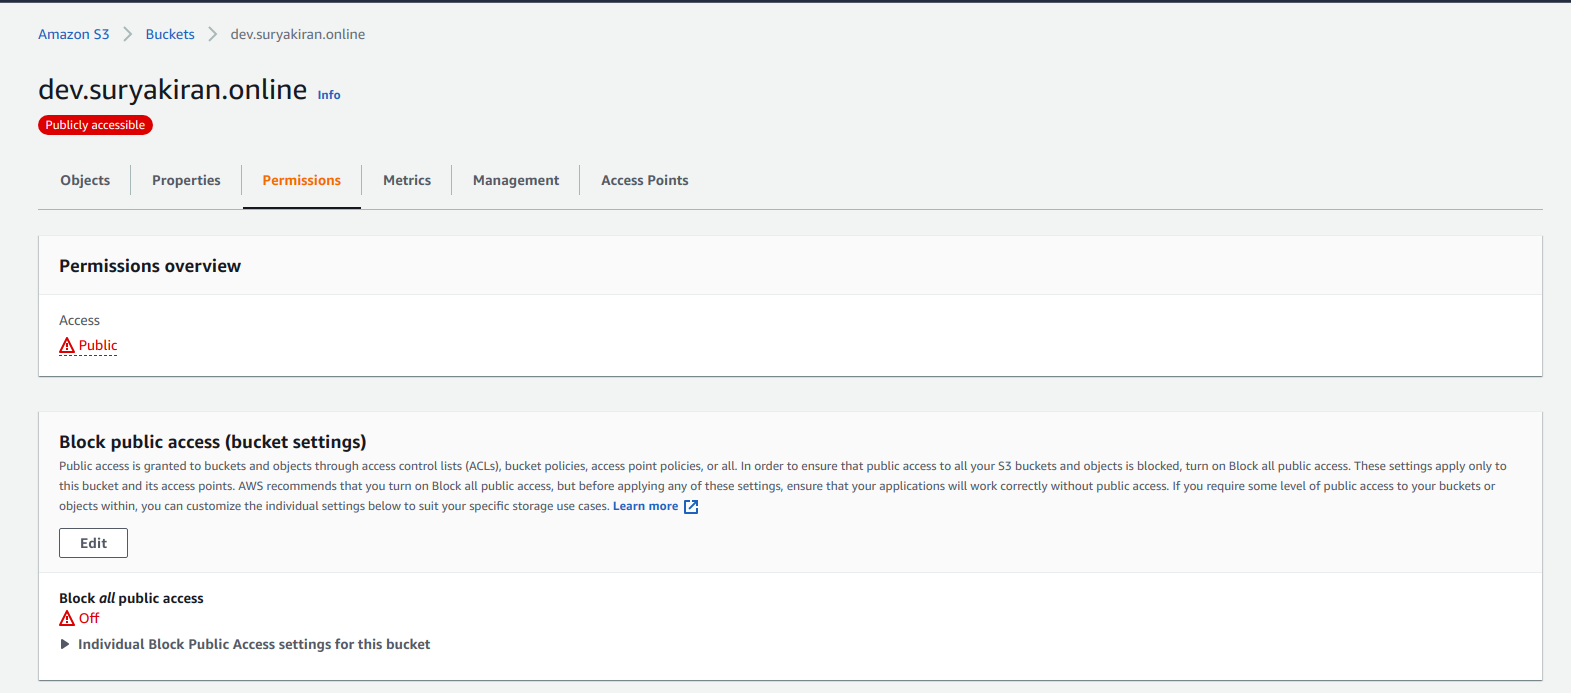 Amazon S3 > Buckets > dev.suryakiran.online
dev.suryakiran.online Info
Publicly accessible
Objects Properties Permissions Metrics Management Access Points
Permissions overview
Access
Public
Block public access (bucket settings)
Public access is granted to buckets and objects through access control lists (ACLs), bucket policies, access point policies, or all. In order to ensure that public access to all your S3 buckets and objects is blocked, turn on Block all public access. These settings apply only to
this bucket and its access points. AWS recommends that you turn on Block all public access, but before applying any of these settings, ensure that your applications will work correctly without public access. If you require some level of public access to your buckets or
objects within, you can customize the individual settings below to suit your specific storage use cases. Learn more
Edit
Block all public access
Off
Individual Block Public Access settings for this bucket